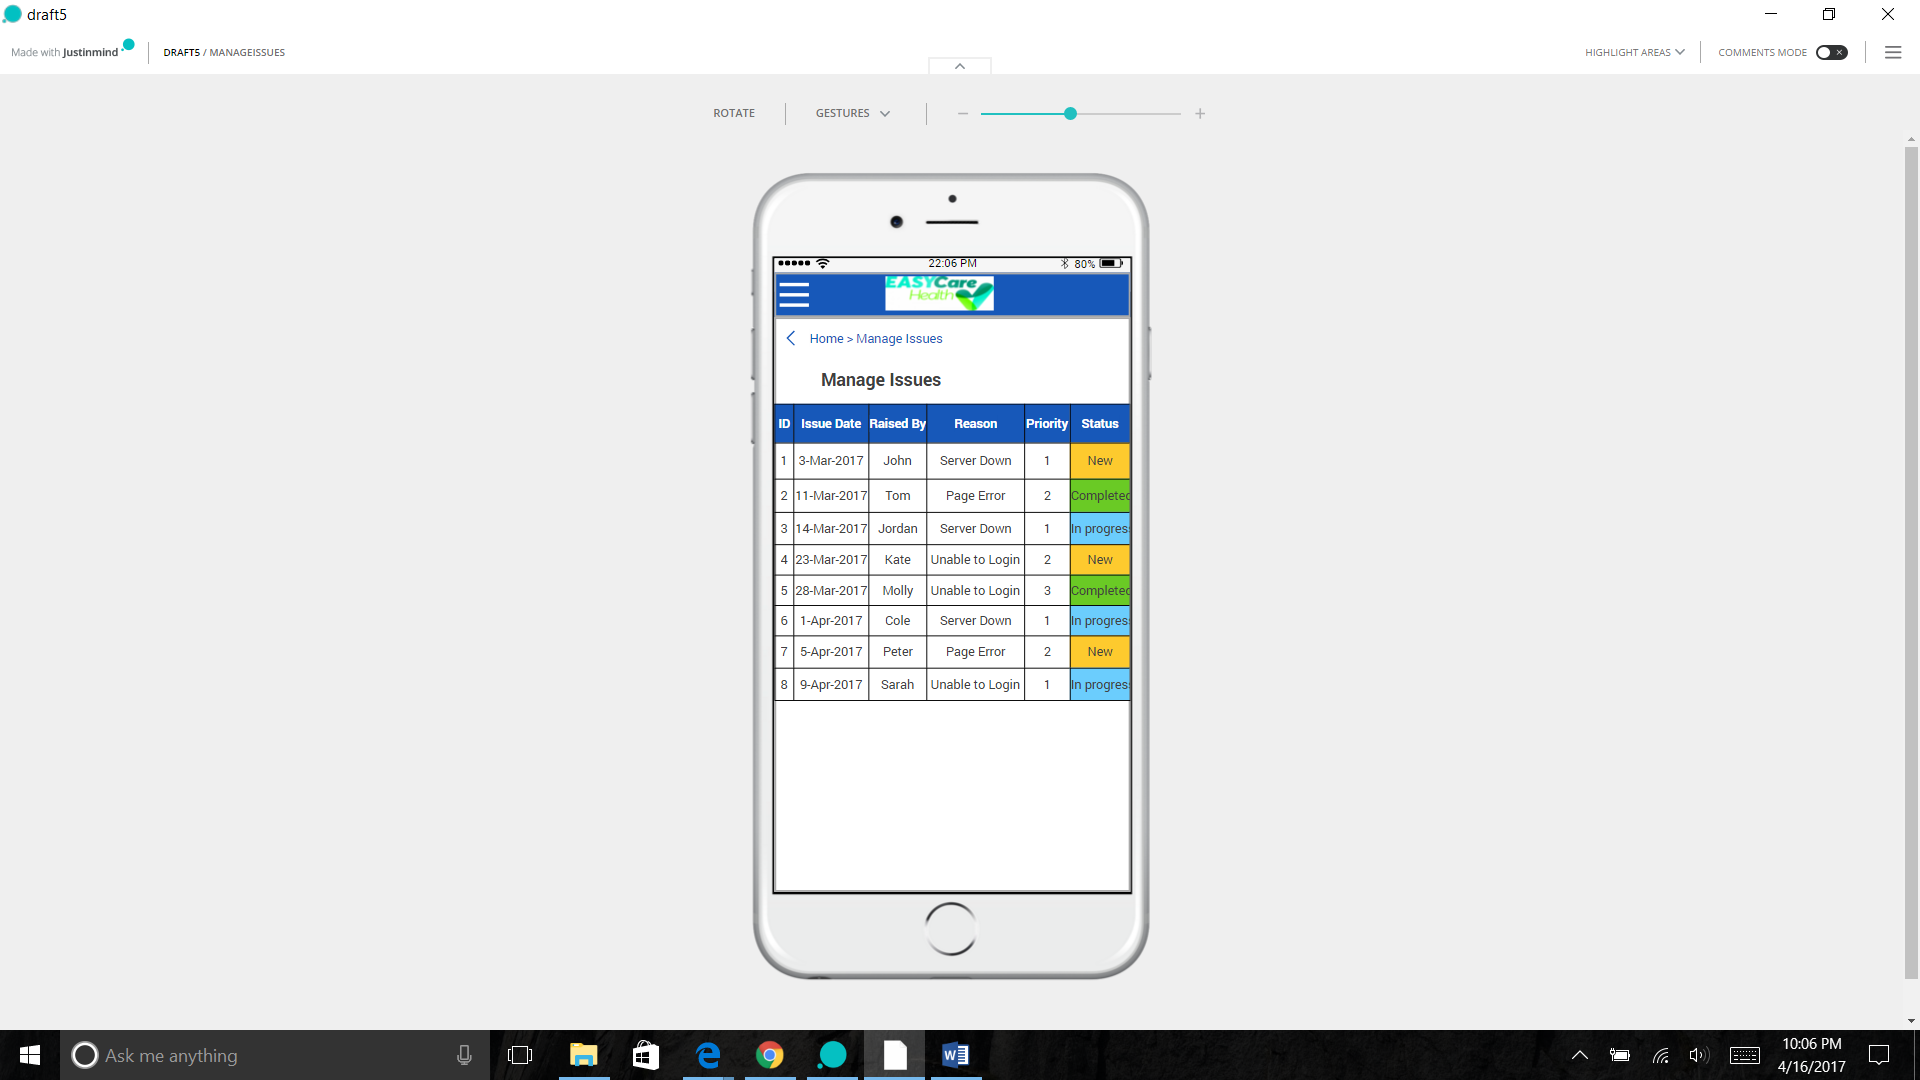 draft5
Made with Justinmind
DRAFT5 / MANAGEISSUES
HIGHLIGHT AREAS
COMMENTS MODE
ROTATE
GESTURES
22:06 PM
80%
EASYCare
Health
Home > Manage Issues
Manage Issues
ID Issue Date Raised By Reason Priority Status
1 3-Mar-2017 John Server Down 1 New
2 11-Mar-2017 Tom Page Error 2 Completed
3 14-Mar-2017 Jordan Server Down 1 In progres
4 23-Mar-2017 Kate Unable to Login 2 New
5 28-Mar-2017 Molly Unable to Login 3 Completed
6 1-Apr-2017 Cole Server Down 1 In progres
7 5-Apr-2017 Peter Page Error 2 New
8 9-Apr-2017 Sarah Unable to Login 1 In progres
Ask me anything
10:06 PM
4/16/2017